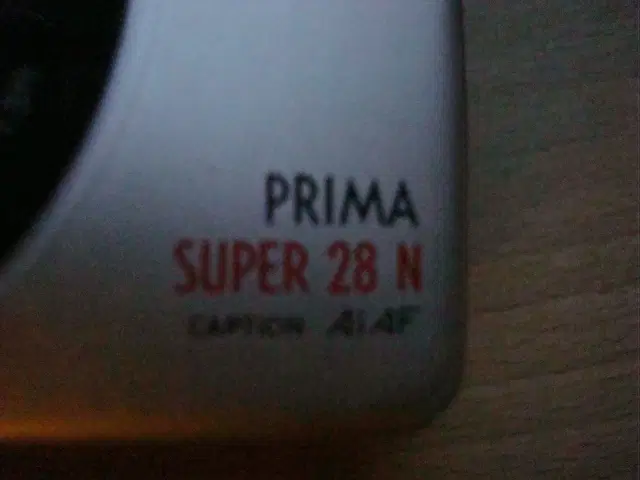 PRIMA
SUPER 28 N
CAPTION AiAF